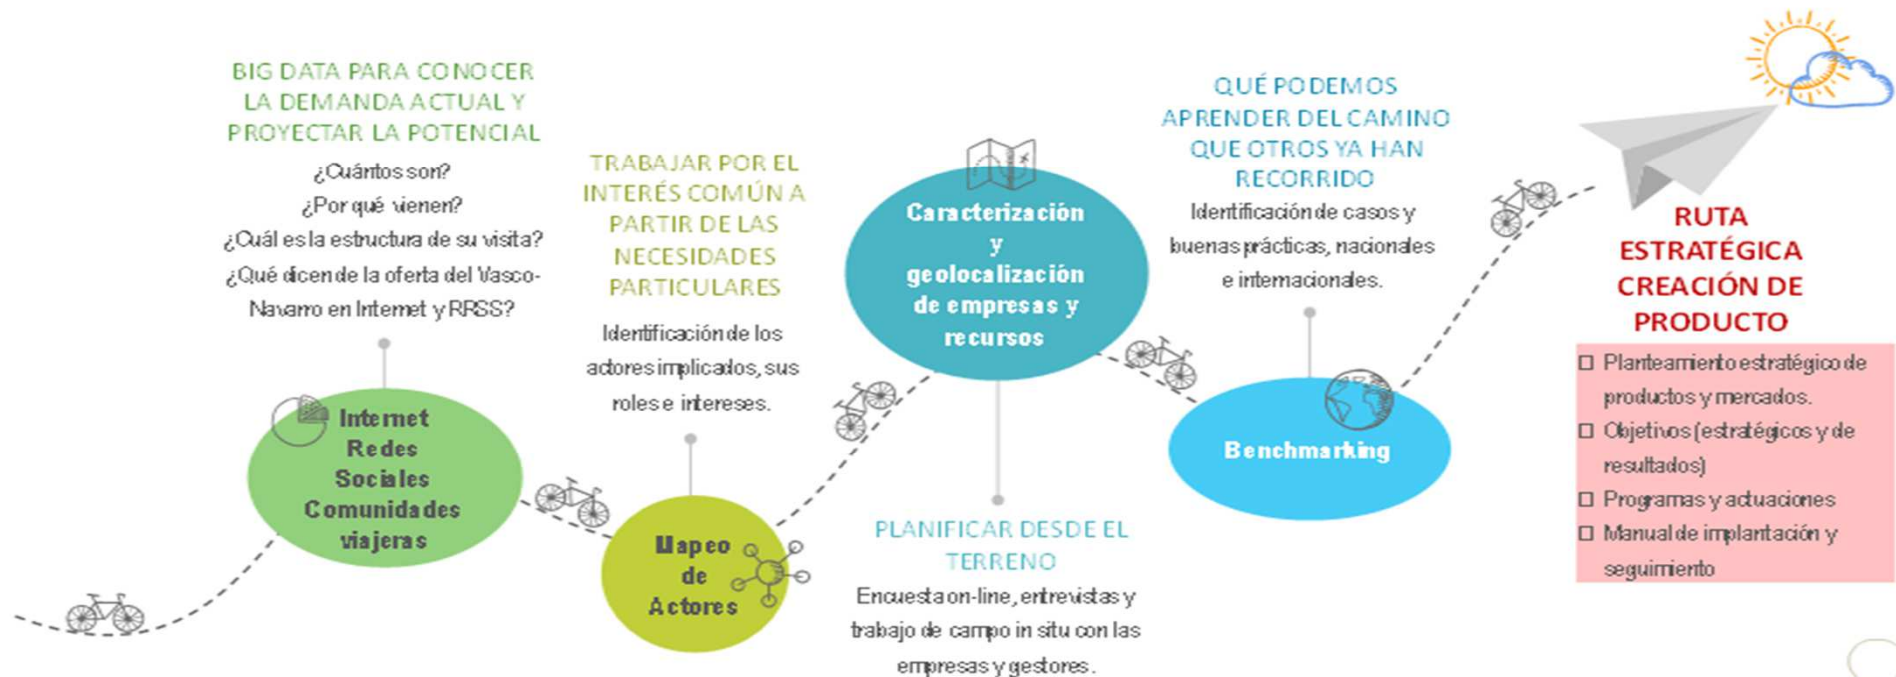 BIG DATA PARA CONOCER
LA DEMANDA ACTUAL Y
PROYECTAR LA POTENCIAL
¿Cuántos son?
¿Por qué vienen?
¿Cuál es la estructura de su visita?
¿Qué dicen de la oferta del Vasco-
Navarro en Internet y RRSS?
Internet
Redes
Sociales
Comunidades
viajeras
TRABAJAR POR EL
INTERÉS COMÚN A
PARTIR DE LAS
NECESIDADES
PARTICULARES
Identificación de los
actores implicados, sus
roles e intereses.
Mapeo
de
Actores
Caracterización
y
geolocalización
de empresas y
recursos
PLANIFICAR DESDE EL
TERRENO
Encuesta on-line, entrevistas y
trabajo de campo in situ con las
empresas y gestores.
QUÉ PODEMOS
APRENDER DEL CAMINO
QUE OTROS YA HAN
RECORRIDO
Identificación de casos y
buenas prácticas, nacionales
e internacionales.
Benchmarking
RUTA
ESTRATÉGICA
CREACIÓN DE
PRODUCTO
Planteamiento estratégico de
productos y mercados.
Objetivos (estratégicos y de
resultados)
Programas y actuaciones
Manual de implantación y
seguimiento